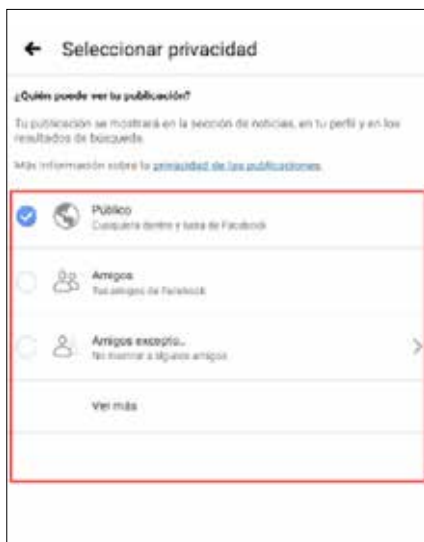 Seleccionar privacidad
¿Quién puede ver tu publicación?
Tu publicación se mostrará en la sección de noticias, en tu perfil y en los
resultados de búsqueda.
Más información sobre la privacidad de las publicaciones.
Público
Cualquiera dentro y fuera de Facebook
Amigos
Tus amigos de Facebook
Amigos excepto...
No mostrar a algunos amigos
Ver más